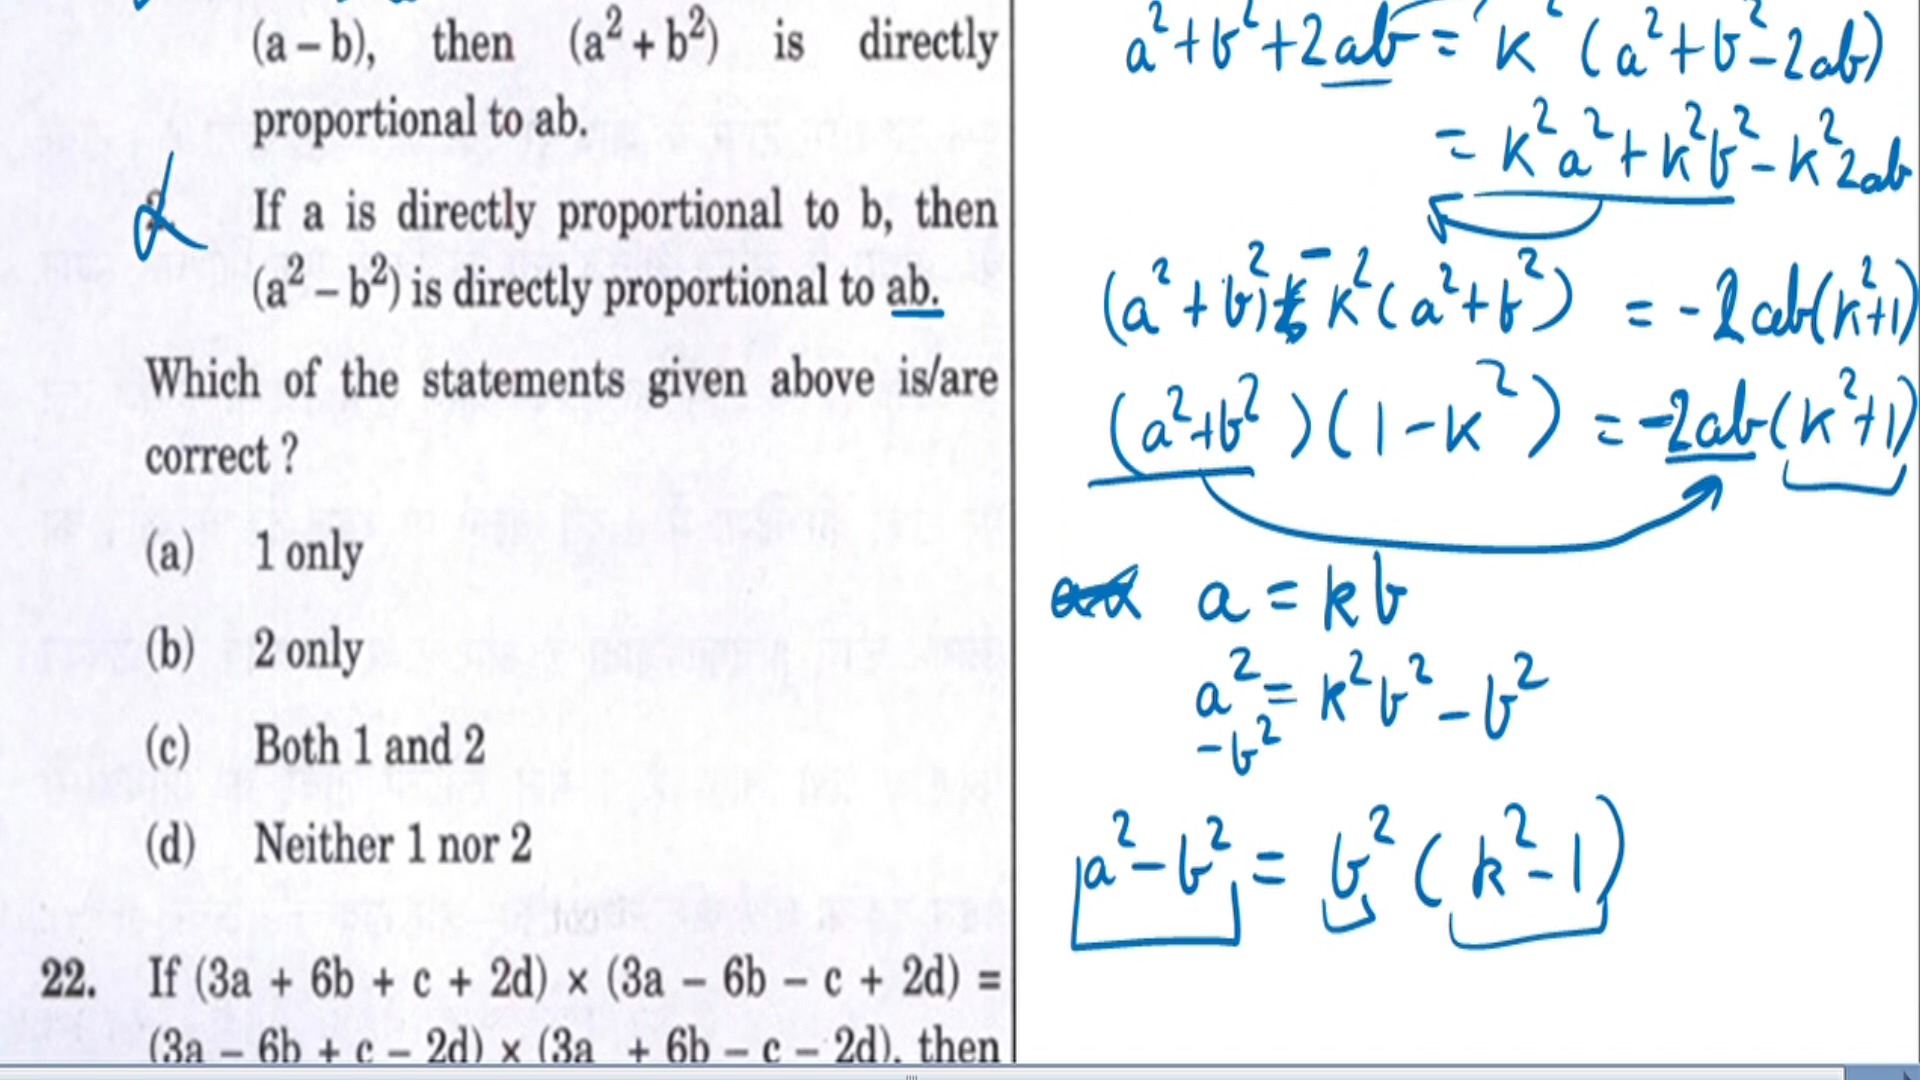 (a – b), then (a² + b²) is directly
proportional to ab.
If a is directly proportional to b, then
(a² – b²) is directly proportional to ab.
Which of the statements given above is/are
correct ?
(a) 1 only
(b) 2 only
(c) Both 1 and 2
(d) Neither 1 nor 2
22. If (3a + 6b + c + 2d) × (3a – 6b – c + 2d) =
(3a – 6b + c – 2d) × (3a + 6b – c – 2d), then
a²+b²+2ab = k² (a²+b²-2ab)
= k²a²+k²b²-k²2ab
(a²+b²) - k²(a²+b²) = -2ab(k²+1)
(a²+b²)(1-k²) = -2ab(k²+1)
a = kb
a² = k²b² - b²
-b²
a²-b² = b² (k²-1)